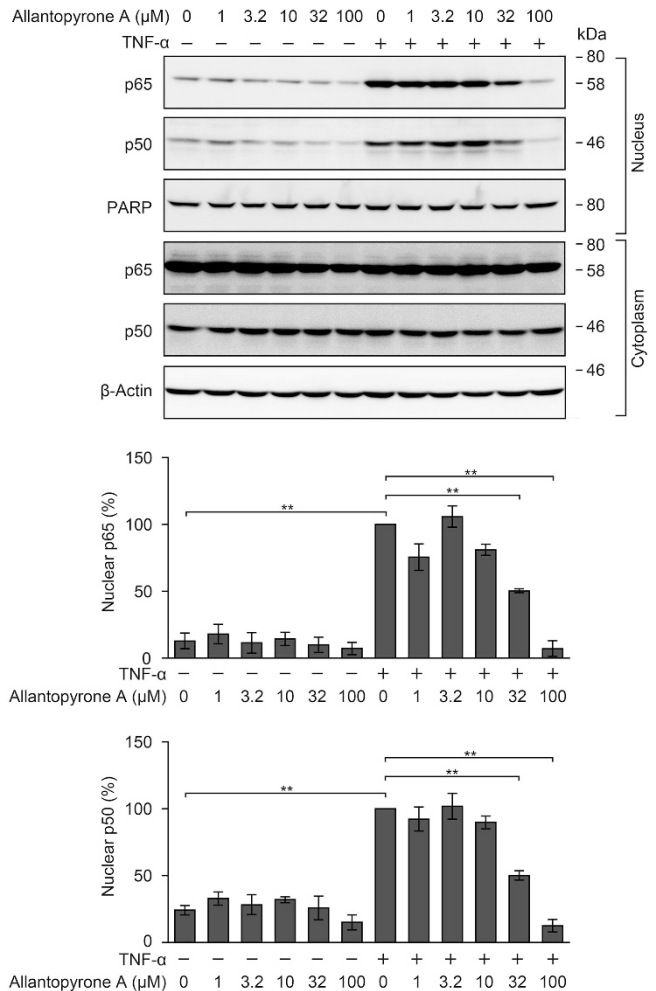 Allantopyrone A (μM) 0 1 3.2 10 32 100 0 1 3.2 10 32 100
TNF-α – – – – – – + + + + + + kDa
p65 - 80
- 58
p50 - 46
PARP - 80
Nucleus
p65 - 80
- 58
p50 - 46
- 46
β-Actin
Cytoplasm
150
100
50
0
Nuclear p65 (%)
**
**
**
TNF-α – – – – – – + + + + + +
Allantopyrone A (μM) 0 1 3.2 10 32 100 0 1 3.2 10 32 100
150
100
50
0
Nuclear p50 (%)
**
**
**
TNF-α – – – – – – + + + + + +
Allantopyrone A (μM) 0 1 3.2 10 32 100 0 1 3.2 10 32 100